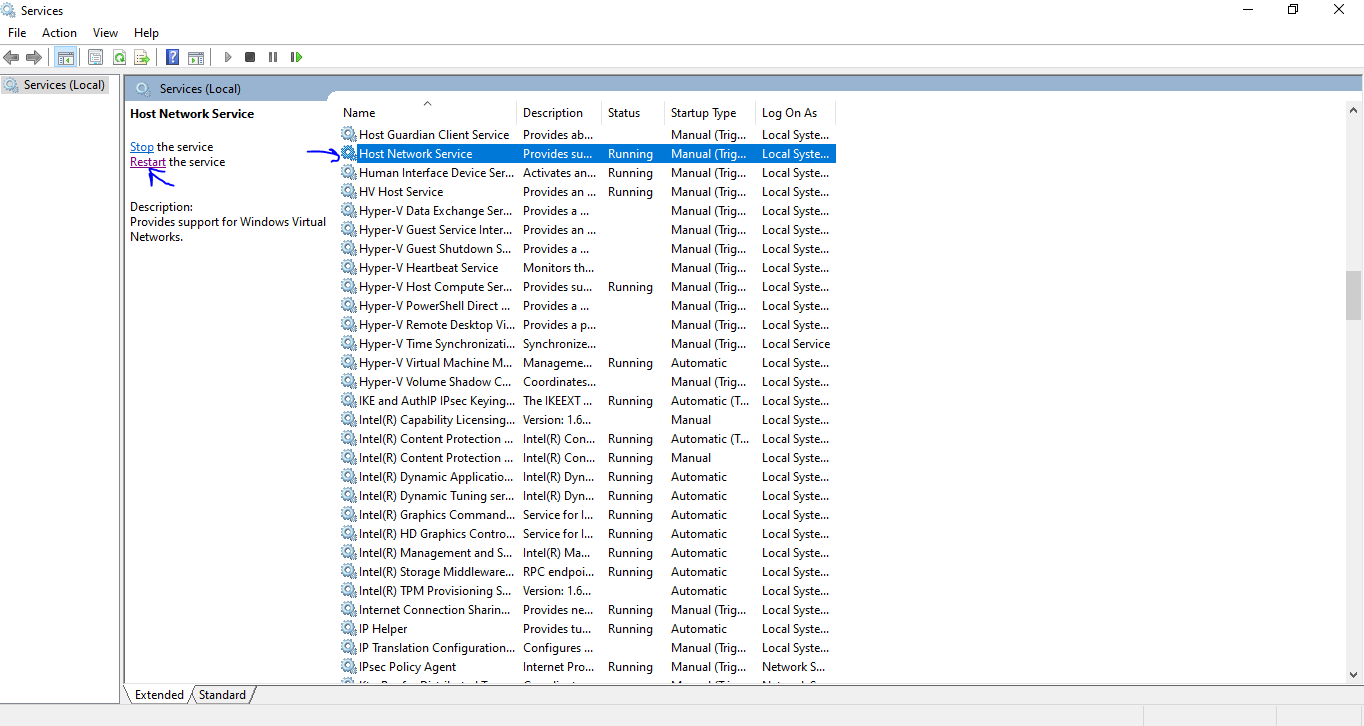 Services
File Action View Help
Services (Local)
Services (Local)
Host Network Service
Stop the service
Restart the service
Description:
Provides support for Windows Virtual
Networks.
Name Description Status Startup Type Log On As
Host Guardian Client Service Provides ab... Manual (Trig... Local Syste...
Host Network Service Provides su... Running Manual (Trig... Local Syste...
Human Interface Device Ser... Activates an... Running Manual (Trig... Local Syste...
HV Host Service Provides an ... Running Manual (Trig... Local Syste...
Hyper-V Data Exchange Ser... Provides a ... Manual (Trig... Local Syste...
Hyper-V Guest Service Inter... Provides an ... Manual (Trig... Local Syste...
Hyper-V Guest Shutdown S... Provides a ... Manual (Trig... Local Syste...
Hyper-V Heartbeat Service Monitors th... Manual (Trig... Local Syste...
Hyper-V Host Compute Ser... Provides su... Running Manual (Trig... Local Syste...
Hyper-V PowerShell Direct ... Provides a ... Manual (Trig... Local Syste...
Hyper-V Remote Desktop Vi... Provides a p... Manual (Trig... Local Syste...
Hyper-V Time Synchronizati... Synchronize... Manual (Trig... Local Service
Hyper-V Virtual Machine M... Manageme... Running Automatic Local Syste...
Hyper-V Volume Shadow C... Coordinates... Manual (Trig... Local Syste...
IKE and AuthIP IPsec Keying... The IKEEXT ... Running Automatic (T... Local Syste...
Intel(R) Capability Licensing... Version: 1.6... Manual Local Syste...
Intel(R) Content Protection ... Intel(R) Con... Running Automatic (T... Local Syste...
Intel(R) Content Protection ... Intel(R) Con... Running Manual Local Syste...
Intel(R) Dynamic Applicatio... Intel(R) Dyn... Running Automatic Local Syste...
Intel(R) Dynamic Tuning ser... Intel(R) Dyn... Running Automatic Local Syste...
Intel(R) Graphics Command... Service for I... Running Automatic Local Syste...
Intel(R) HD Graphics Contro... Service for I... Running Automatic Local Syste...
Intel(R) Management and S... Intel(R) Ma... Running Automatic Local Syste...
Intel(R) Storage Middleware... RPC endpoi... Running Automatic Local Syste...
Intel(R) TPM Provisioning S... Version: 1.6... Automatic Local Syste...
Internet Connection Sharin... Provides ne... Running Manual (Trig... Local Syste...
IP Helper Provides tu... Running Automatic Local Syste...
IP Translation Configuration... Configures ... Manual (Trig... Local Syste...
IPsec Policy Agent Internet Pro... Running Manual (Trig... Network S...
Extended Standard